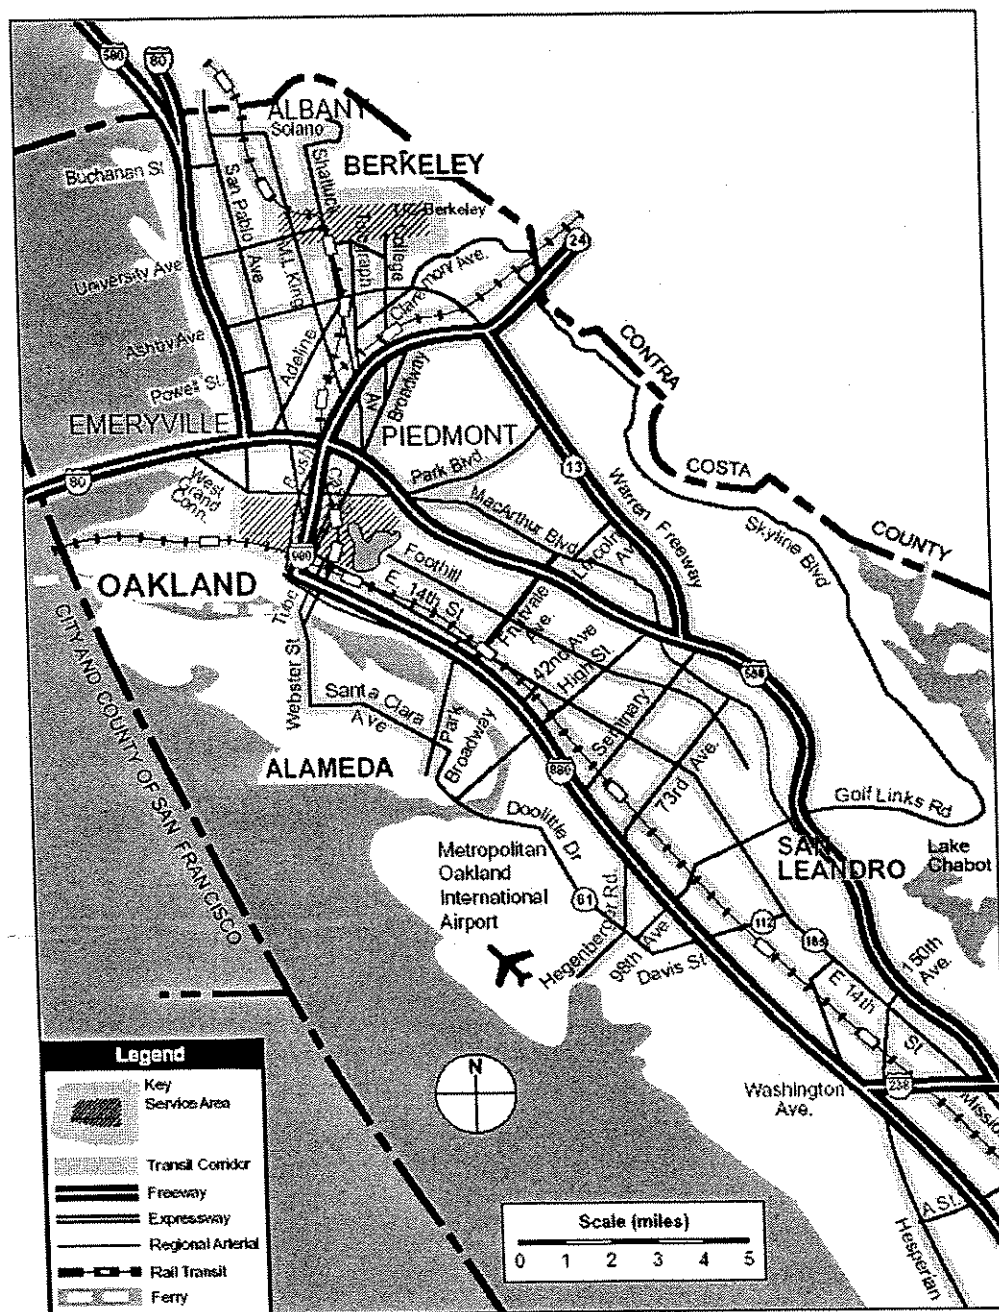 580
80
ALBANY
Solano
Buchanan St
BERKELEY
Shattuck
San Pablo Ave
UC Berkeley
24
M.L. King
College
University Ave
Claremont Ave.
Ashby Ave
Adeline
CONTRA
Powell St.
Broadway
Av
EMERYVILLE
PIEDMONT
COSTA
80
West
Grand
Conn.
Park Blvd
13
Warren Freeway
MacArthur Blvd
Lincoln
Ave
Skyline Blvd
COUNTY
980
Foothill
OAKLAND
E 14th St
Fruitvale
Ave
Tube
42nd Ave
High St
CITY AND COUNTY OF SAN FRANCISCO
Webster St
580
Santa Clara
Ave
Park
Broadway
Seminary
ALAMEDA
880
73rd Ave.
Golf Links Rd
Doolittle Dr
SAN
LEANDRO
Lake
Chabot
Metropolitan
Oakland
International
Airport
61
Hegenberger Rd.
98th Ave
112
185
Davis St.
150th
Ave.
E 14th
St
Washington
Ave.
238
Mission
A St.
Hesperian
N
Legend
Key
Service Area
Transit Corridor
Freeway
Expressway
Regional Arterial
Rail Transit
Ferry
Scale (miles)
0 1 2 3 4 5